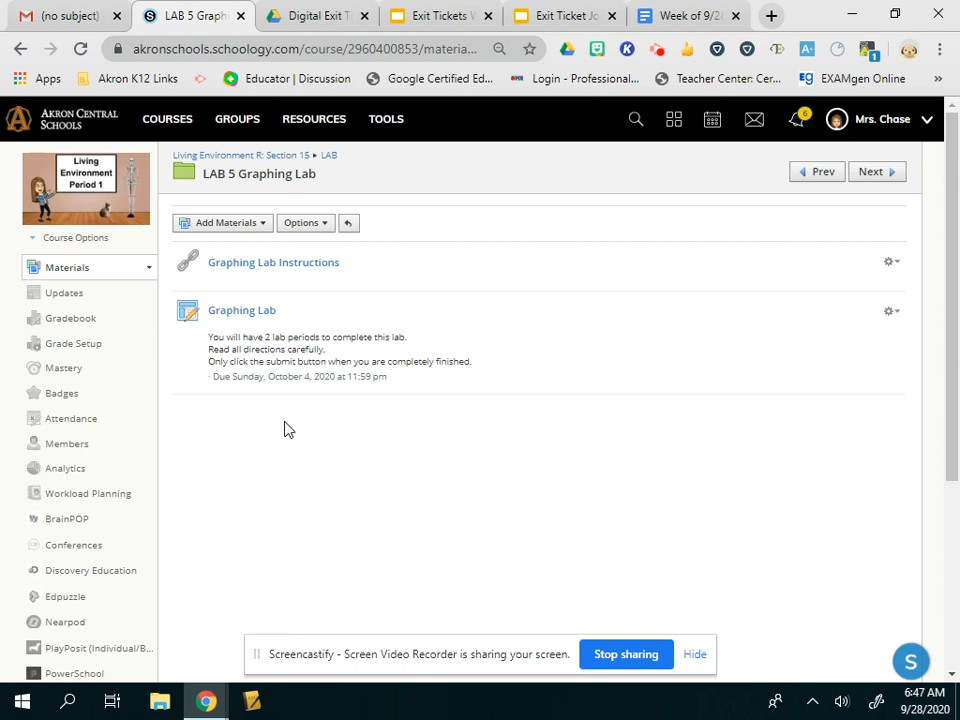 (no subject)
LAB 5 Graph
Digital Exit T
Exit Tickets W
Exit Ticket Jo
Week of 9/2
akronschools.schoology.com/course/2960400853/materia...
Apps
Akron K12 Links
Educator | Discussion
Google Certified Ed...
Login - Professional...
Teacher Center: Cer...
EXAMgen Online
»
AKRON CENTRAL
SCHOOLS
COURSES
GROUPS
RESOURCES
TOOLS
6
Mrs. Chase
Living
Environment
Period 1
Living Environment R: Section 15 ▸ LAB
LAB 5 Graphing Lab
Prev
Next
Course Options
Add Materials
Options
Materials
Updates
Gradebook
Grade Setup
Mastery
Badges
Attendance
Members
Analytics
Workload Planning
BrainPOP
Conferences
Discovery Education
Edpuzzle
Nearpod
PlayPosit (Individual/B...
PowerSchool
Graphing Lab Instructions
Graphing Lab
You will have 2 lab periods to complete this lab.
Read all directions carefully.
Only click the submit button when you are completely finished.
· Due Sunday, October 4, 2020 at 11:59 pm
Screencastify - Screen Video Recorder is sharing your screen.
Stop sharing
Hide
S
6:47 AM
9/28/2020